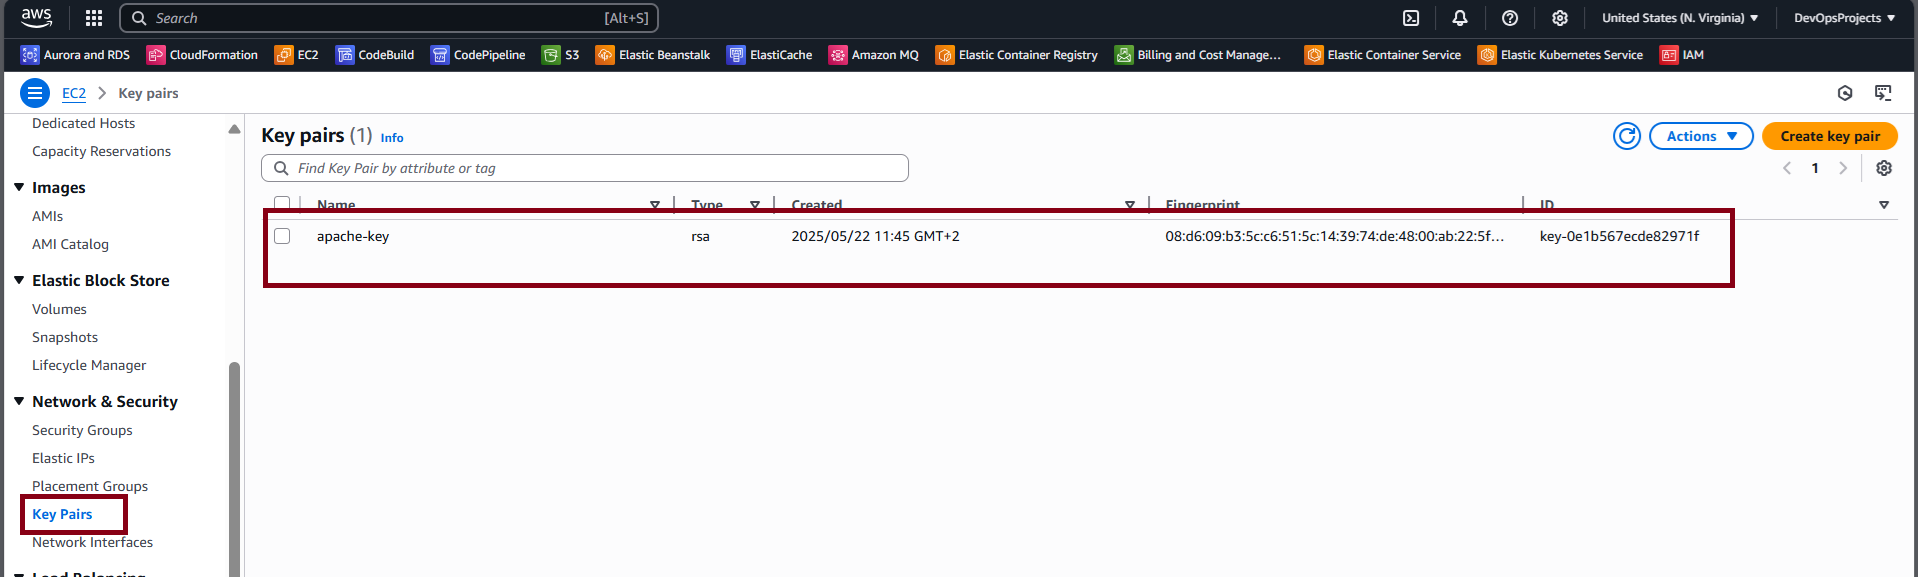 aws Search [Alt+S] United States (N. Virginia) DevOpsProjects
Aurora and RDS CloudFormation EC2 CodeBuild CodePipeline S3 Elastic Beanstalk ElastiCache Amazon MQ Elastic Container Registry Billing and Cost Manage... Elastic Container Service Elastic Kubernetes Service IAM
EC2 > Key pairs
Dedicated Hosts
Capacity Reservations
Images
AMIs
AMI Catalog
Elastic Block Store
Volumes
Snapshots
Lifecycle Manager
Network & Security
Security Groups
Elastic IPs
Placement Groups
Key Pairs
Network Interfaces
Load Balancing
Key pairs (1) Info
Actions Create key pair
Find Key Pair by attribute or tag
1
Name Type Created Fingerprint ID
apache-key rsa 2025/05/22 11:45 GMT+2 08:d6:09:b3:5c:c6:51:5c:14:39:74:de:48:00:ab:22:5f... key-0e1b567ecde82971f